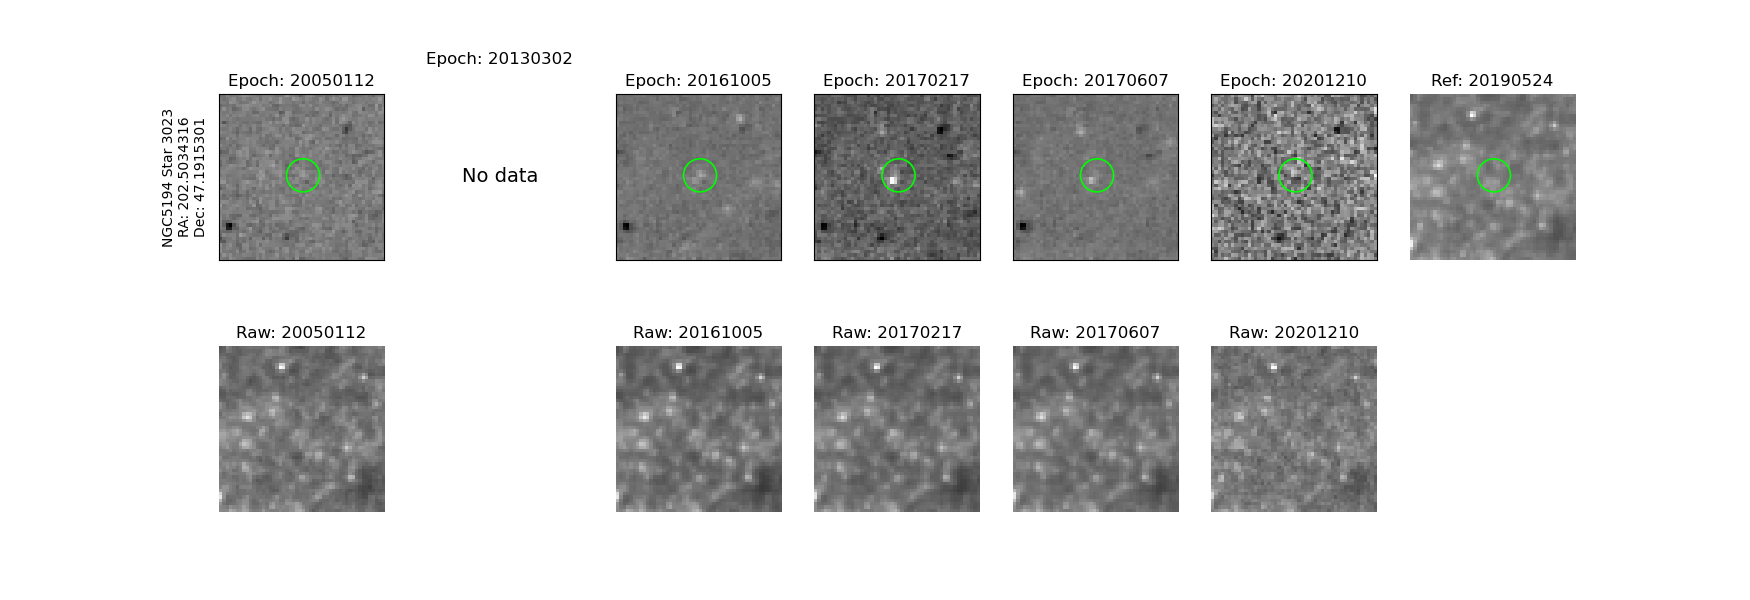 Epoch: 20050112
Epoch: 20130302
Epoch: 20161005
Epoch: 20170217
Epoch: 20170607
Epoch: 20201210
Ref: 20190524
NGC5194 Star 3023
RA: 202.5034316
Dec: 47.1915301
No data
Raw: 20050112
Raw: 20161005
Raw: 20170217
Raw: 20170607
Raw: 20201210